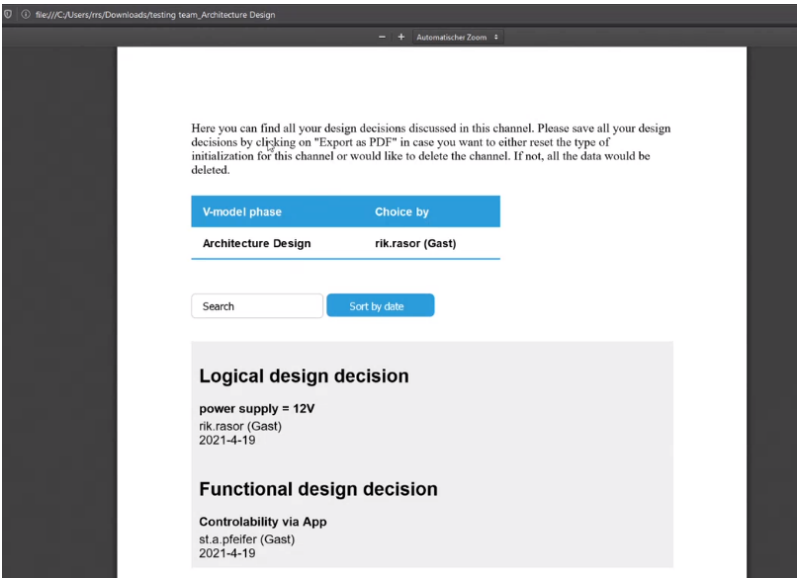 file:///C:/Users/rrs/Downloads/testing team_Architecture Design
− + Automatischer Zoom
Here you can find all your design decisions discussed in this channel. Please save all your design
decisions by clicking on "Export as PDF" in case you want to either reset the type of
initialization for this channel or would like to delete the channel. If not, all the data would be
deleted.
V-model phase Choice by
Architecture Design rik.rasor (Gast)
Search Sort by date
Logical design decision
power supply = 12V
rik.rasor (Gast)
2021-4-19
Functional design decision
Controlability via App
st.a.pfeifer (Gast)
2021-4-19